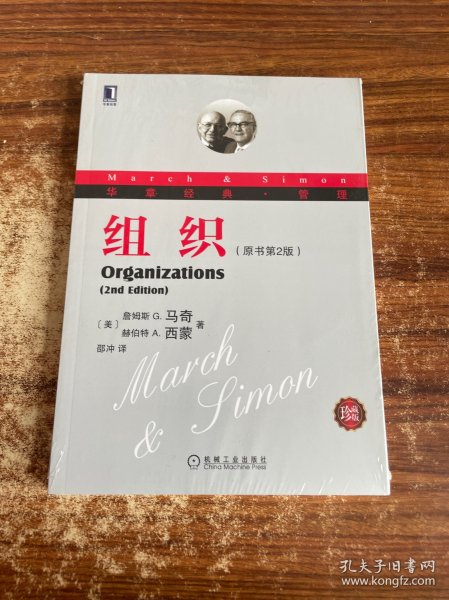 March & Simon
华章经典·管理
组织（原书第2版）
Organizations
(2nd Edition)
〔美〕詹姆斯 G. 马奇
赫伯特 A. 西蒙 著
邵冲 译
March
& Simon
珍藏版
机械工业出版社
China Machine Press
孔夫子旧书网
www.kongfz.com